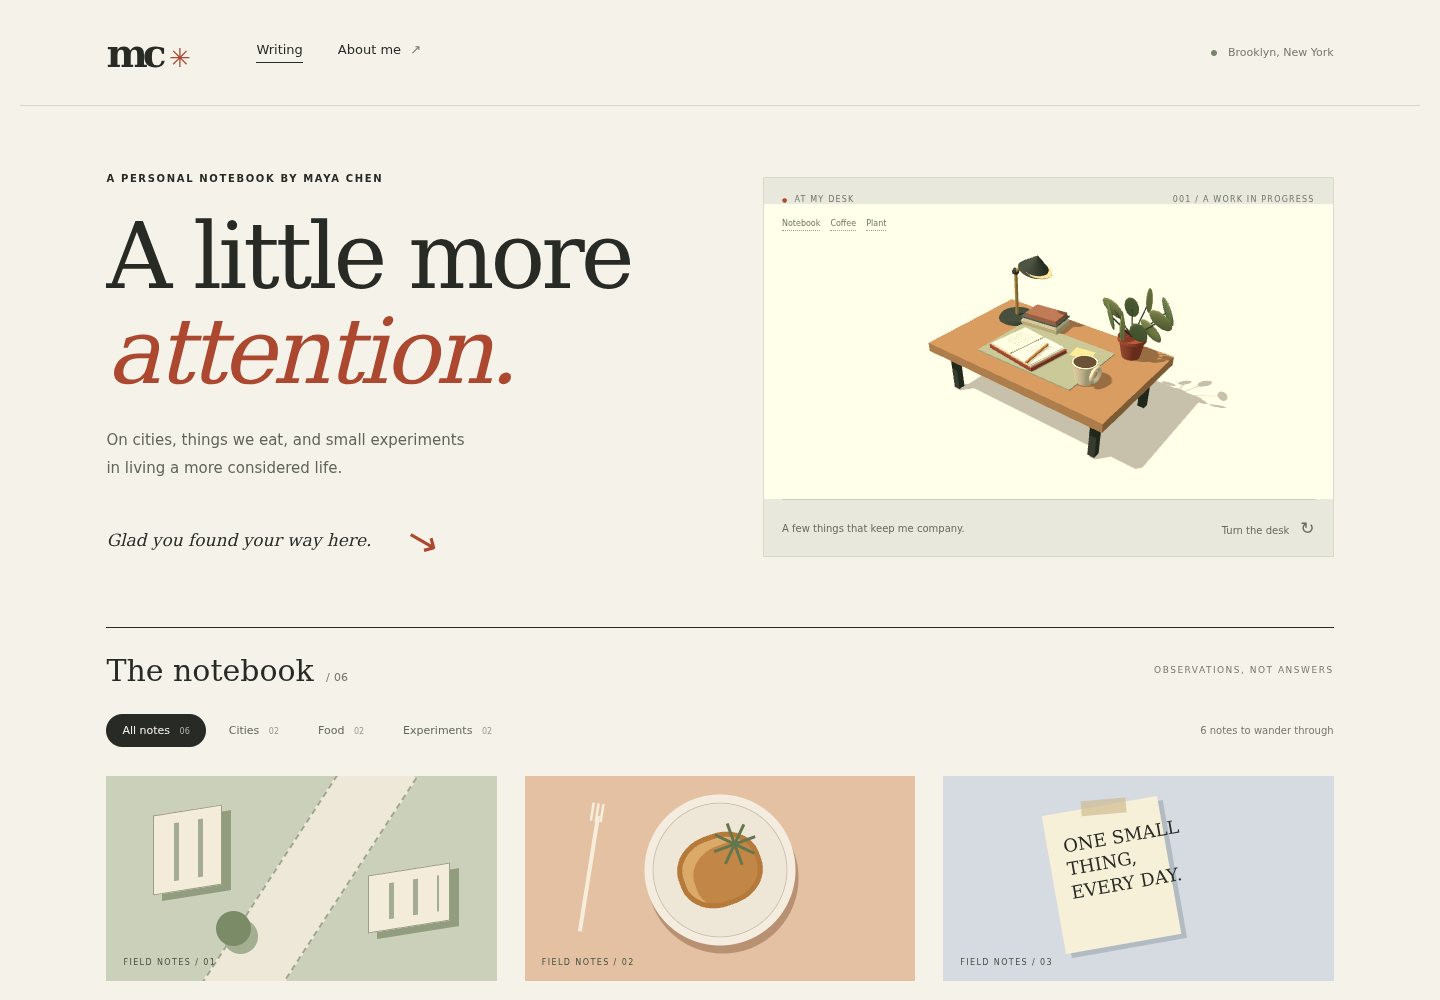 mc
Writing
About me ↗
Brooklyn, New York
A PERSONAL NOTEBOOK BY MAYA CHEN
A little more
attention.
On cities, things we eat, and small experiments
in living a more considered life.
Glad you found your way here.
AT MY DESK
001 / A WORK IN PROGRESS
Notebook Coffee Plant
A few things that keep me company.
Turn the desk ↻
The notebook / 06
OBSERVATIONS, NOT ANSWERS
All notes 06
Cities 02
Food 02
Experiments 02
6 notes to wander through
FIELD NOTES / 01
FIELD NOTES / 02
ONE SMALL
THING,
EVERY DAY.
FIELD NOTES / 03